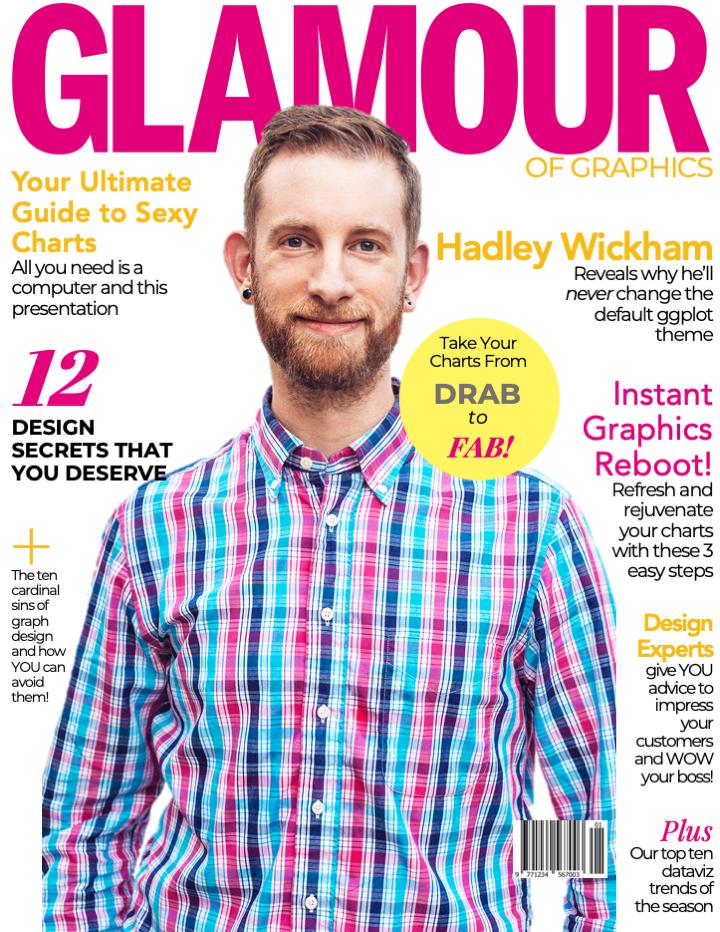 GLAMOUR
OF GRAPHICS
Your Ultimate
Guide to Sexy
Charts
All you need is a
computer and this
presentation
12
DESIGN
SECRETS THAT
YOU DESERVE
+
The ten
cardinal
sins of
graph
design
and how
YOU can
avoid
them!
Hadley Wickham
Reveals why he'll
never change the
default ggplot
theme
Take Your
Charts From
DRAB
to
FAB!
Instant
Graphics
Reboot!
Refresh and
rejuvenate
your charts
with these 3
easy steps
Design
Experts
give YOU
advice to
impress
your
customers
and WOW
your boss!
Plus
Our top ten
dataviz
trends of
the season
9 771234 567003